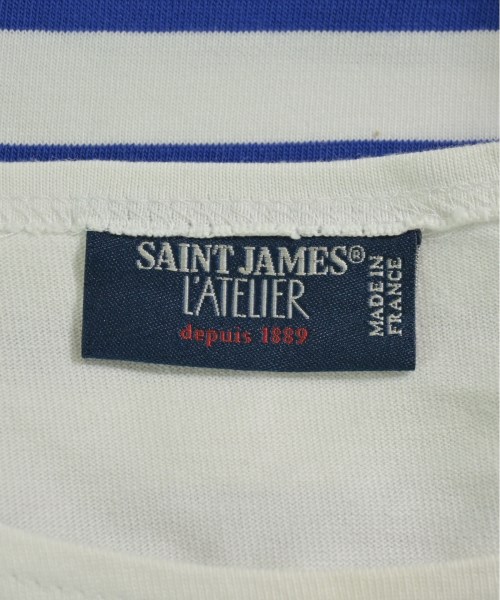 SAINT JAMES®
L'ATELIER
depuis 1889
MADE IN
FRANCE